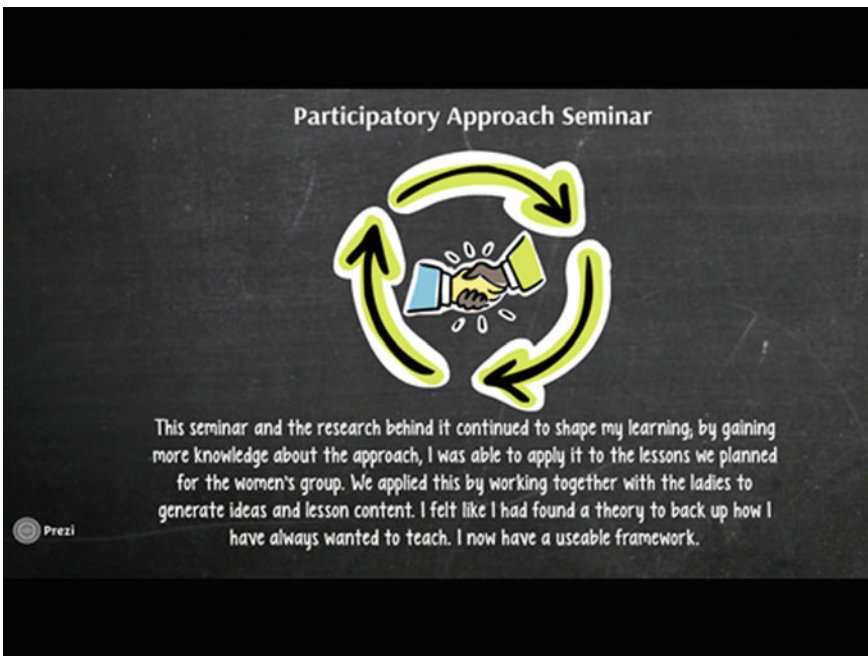 Participatory Approach Seminar
This seminar and the research behind it continued to shape my learning, by gaining
more knowledge about the approach, I was able to apply it to the lessons we planned
for the women's group. We applied this by working together with the ladies to
generate ideas and lesson content. I felt like I had found a theory to back up how I
have always wanted to teach. I now have a useable framework.
Prezi